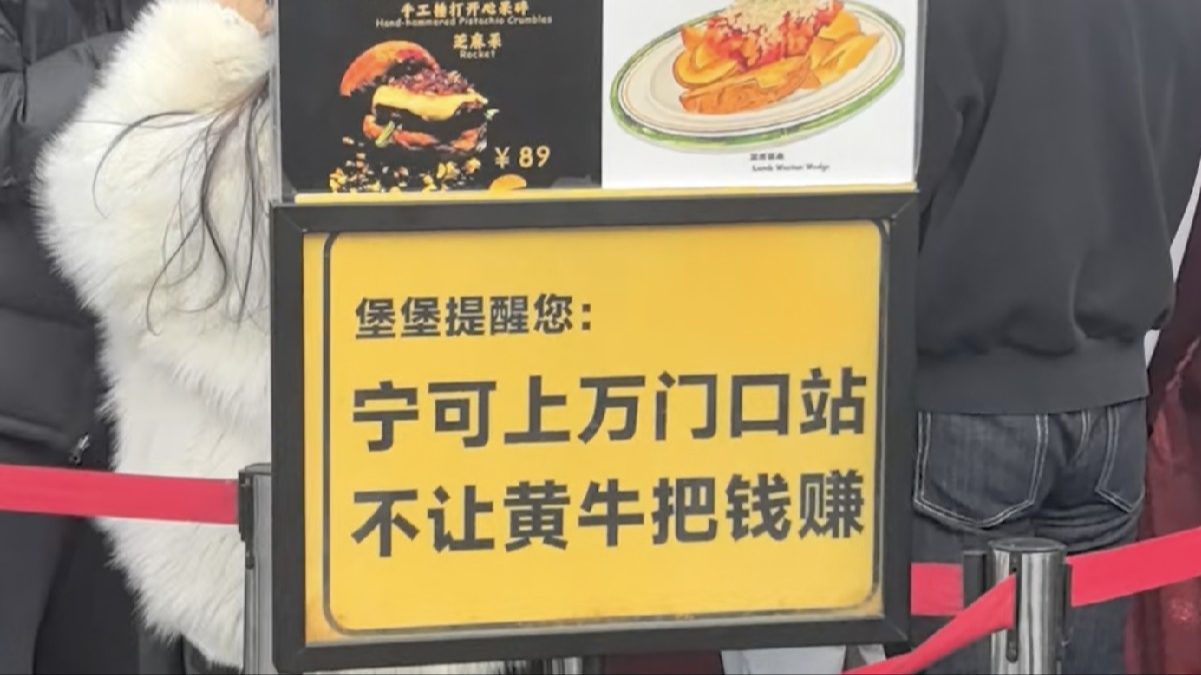 手工捶打开心果碎
Hand-hammered Pistachio Crumbles
芝麻菜
Rocket
¥ 89
堡堡提醒您：
宁可上万门口站
不让黄牛把钱赚